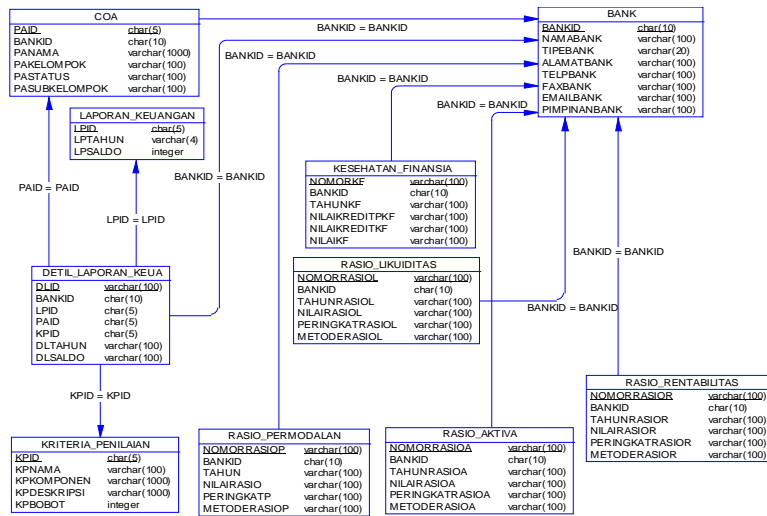 COA
PAID char(5)
BANKID char(10)
PANAMA varchar(1000)
PAKELOMPOK varchar(100)
PASTATUS varchar(100)
PASUBKELOMPOK varchar(100)
BANKID = BANKID
BANK
BANKID char(10)
NAMABANK varchar(100)
TIPEBANK varchar(20)
ALAMATBANK varchar(100)
TELPBANK varchar(100)
FAXBANK varchar(100)
EMAILBANK varchar(100)
PIMPINANBANK varchar(100)
BANKID = BANKID
BANKID = BANKID
LAPORAN_KEUANGAN
LPID char(5)
LPTAHUN varchar(4)
LPSALDO integer
BANKID = BANKID
PAID = PAID
LPID = LPID
KESEHATAN_FINANSIA
NOMORKF varchar(100)
BANKID char(10)
TAHUNKF varchar(100)
NILAIKREDITPKF varchar(100)
NILAIKREDITKF varchar(100)
NILAIKF varchar(100)
BANKID = BANKID
DETIL_LAPORAN_KEUA
DLID varchar(100)
BANKID char(10)
LPID char(5)
PAID char(5)
KPID char(5)
DLTAHUN varchar(100)
DLSALDO varchar(100)
RASIO_LIKUIDITAS
NOMORRASIOL varchar(100)
BANKID char(10)
TAHUNRASIOL varchar(100)
NILAIRASIOL varchar(100)
PERINGKATRASIOL varchar(100)
METODERASIOL varchar(100)
BANKID = BANKID
KPID = KPID
RASIO_RENTABILITAS
NOMORRASIOR varchar(100)
BANKID char(10)
TAHUNRASIOR varchar(100)
NILAIRASIOR varchar(100)
PERINGKATRASIOR varchar(100)
METODERASIOR varchar(100)
KRITERIA_PENILAIAN
KPID char(5)
KPNAMA varchar(100)
KPKOMPONEN varchar(1000)
KPDESKRIPSI varchar(1000)
KPBOBOT integer
RASIO_PERMODALAN
NOMORRASIOP varchar(100)
BANKID char(10)
TAHUN varchar(100)
NILAIRASIO varchar(100)
PERINGKATP varchar(100)
METODERASIOP varchar(100)
RASIO_AKTIVA
NOMORRASIOA varchar(100)
BANKID char(10)
TAHUNRASIOA varchar(100)
NILAIRASIOA varchar(100)
PERINGKATRASIOA varchar(100)
METODERASIOA varchar(100)